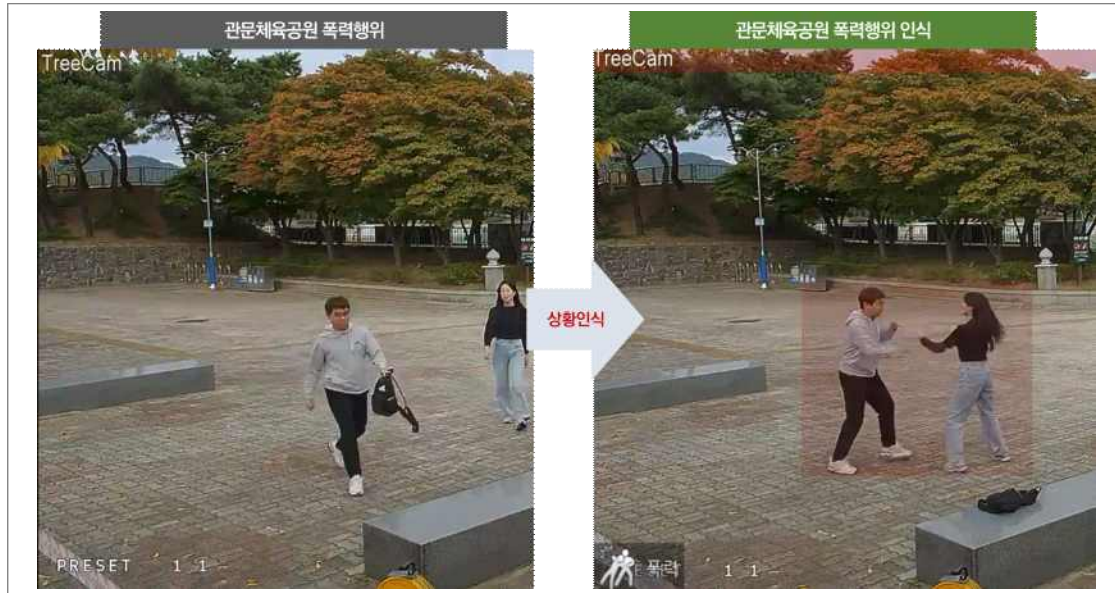 관문체육공원 폭력행위
관문체육공원 폭력행위 인식
TreeCam
TreeCam
상황인식
PRESET 1 1
폭력 1 1